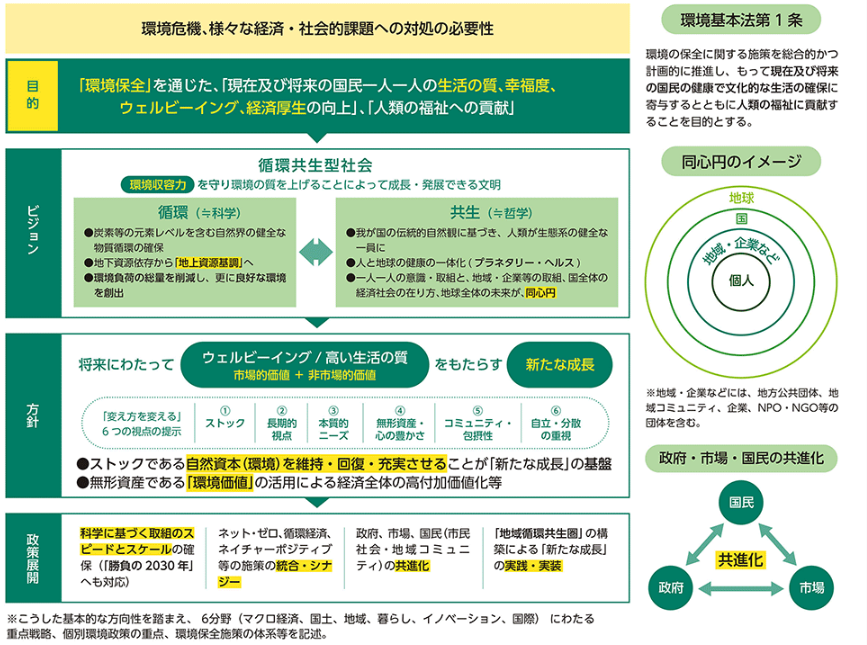 環境危機、様々な経済・社会的課題への対処の必要性
目的
「環境保全」を通じた、「現在及び将来の国民一人一人の生活の質、幸福度、
ウェルビーイング、経済厚生の向上」、「人類の福祉への貢献」
ビジョン
循環共生型社会
環境収容力を守り環境の質を上げることによって成長・発展できる文明
循環（≒科学）
●炭素等の元素レベルを含む自然界の健全な
物質循環の確保
●地下資源依存から「地上資源基調」へ
●環境負荷の総量を削減し、更に良好な環境
を創出
共生（≒哲学）
●我が国の伝統的自然観に基づき、人類が生態系の健全な
一員に
●人と地球の健康の一体化（プラネタリー・ヘルス）
●一人一人の意識・取組と、地域・企業等の取組、国全体の
経済社会の在り方、地球全体の未来が、同心円
方針
将来にわたって
ウェルビーイング / 高い生活の質
市場的価値 + 非市場的価値
をもたらす
新たな成長
「変え方を変える」
6つの視点の提示
①
ストック
②
長期的
視点
③
本質的
ニーズ
④
無形資産・
心の豊かさ
⑤
コミュニティ・
包摂性
⑥
自立・分散
の重視
●ストックである自然資本（環境）を維持・回復・充実させることが「新たな成長」の基盤
●無形資産である「環境価値」の活用による経済全体の高付加価値化等
政策展開
科学に基づく取組のス
ピードとスケールの確
保（「勝負の2030年」
へも対応）
ネット・ゼロ、循環経済、
ネイチャーポジティブ
等の施策の統合・シナ
ジー
政府、市場、国民（市民
社会・地域コミュニ
ティ）の共進化
「地域循環共生圏」の構
築による「新たな成長」
の実践・実装
※こうした基本的な方向性を踏まえ、 6分野（マクロ経済、国土、地域、暮らし、イノベーション、国際） にわたる
重点戦略、個別環境政策の重点、環境保全施策の体系等を記述。
環境基本法第1条
環境の保全に関する施策を総合的かつ
計画的に推進し、もって現在及び将来
の国民の健康で文化的な生活の確保に
寄与するとともに人類の福祉に貢献す
ることを目的とする。
同心円のイメージ
地球
国
地域・企業など
個人
※地域・企業などには、地方公共団体、地
域コミュニティ、企業、NPO・NGO等の
団体を含む。
政府・市場・国民の共進化
国民
共進化
政府
市場